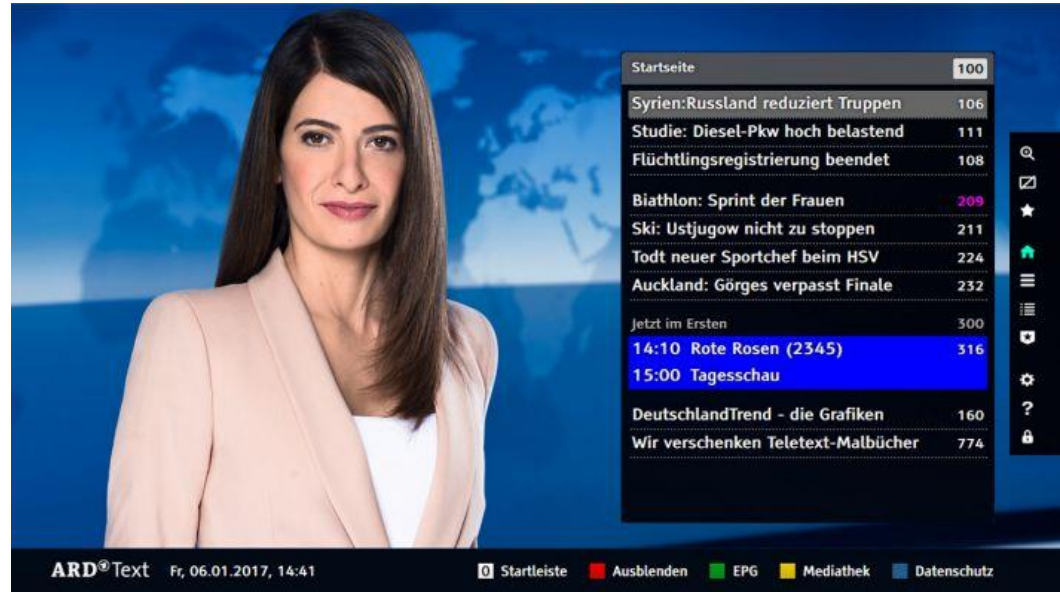 Startseite 100
Syrien:Russland reduziert Truppen 106
Studie: Diesel-Pkw hoch belastend 111
Flüchtlingsregistrierung beendet 108
Biathlon: Sprint der Frauen 209
Ski: Ustjugow nicht zu stoppen 211
Todt neuer Sportchef beim HSV 224
Auckland: Görges verpasst Finale 232
Jetzt im Ersten 300
14:10 Rote Rosen (2345) 316
15:00 Tagesschau
DeutschlandTrend - die Grafiken 160
Wir verschenken Teletext-Malbücher 774
?
ARD Text Fr, 06.01.2017, 14:41 0 Startleiste Ausblenden EPG Mediathek Datenschutz